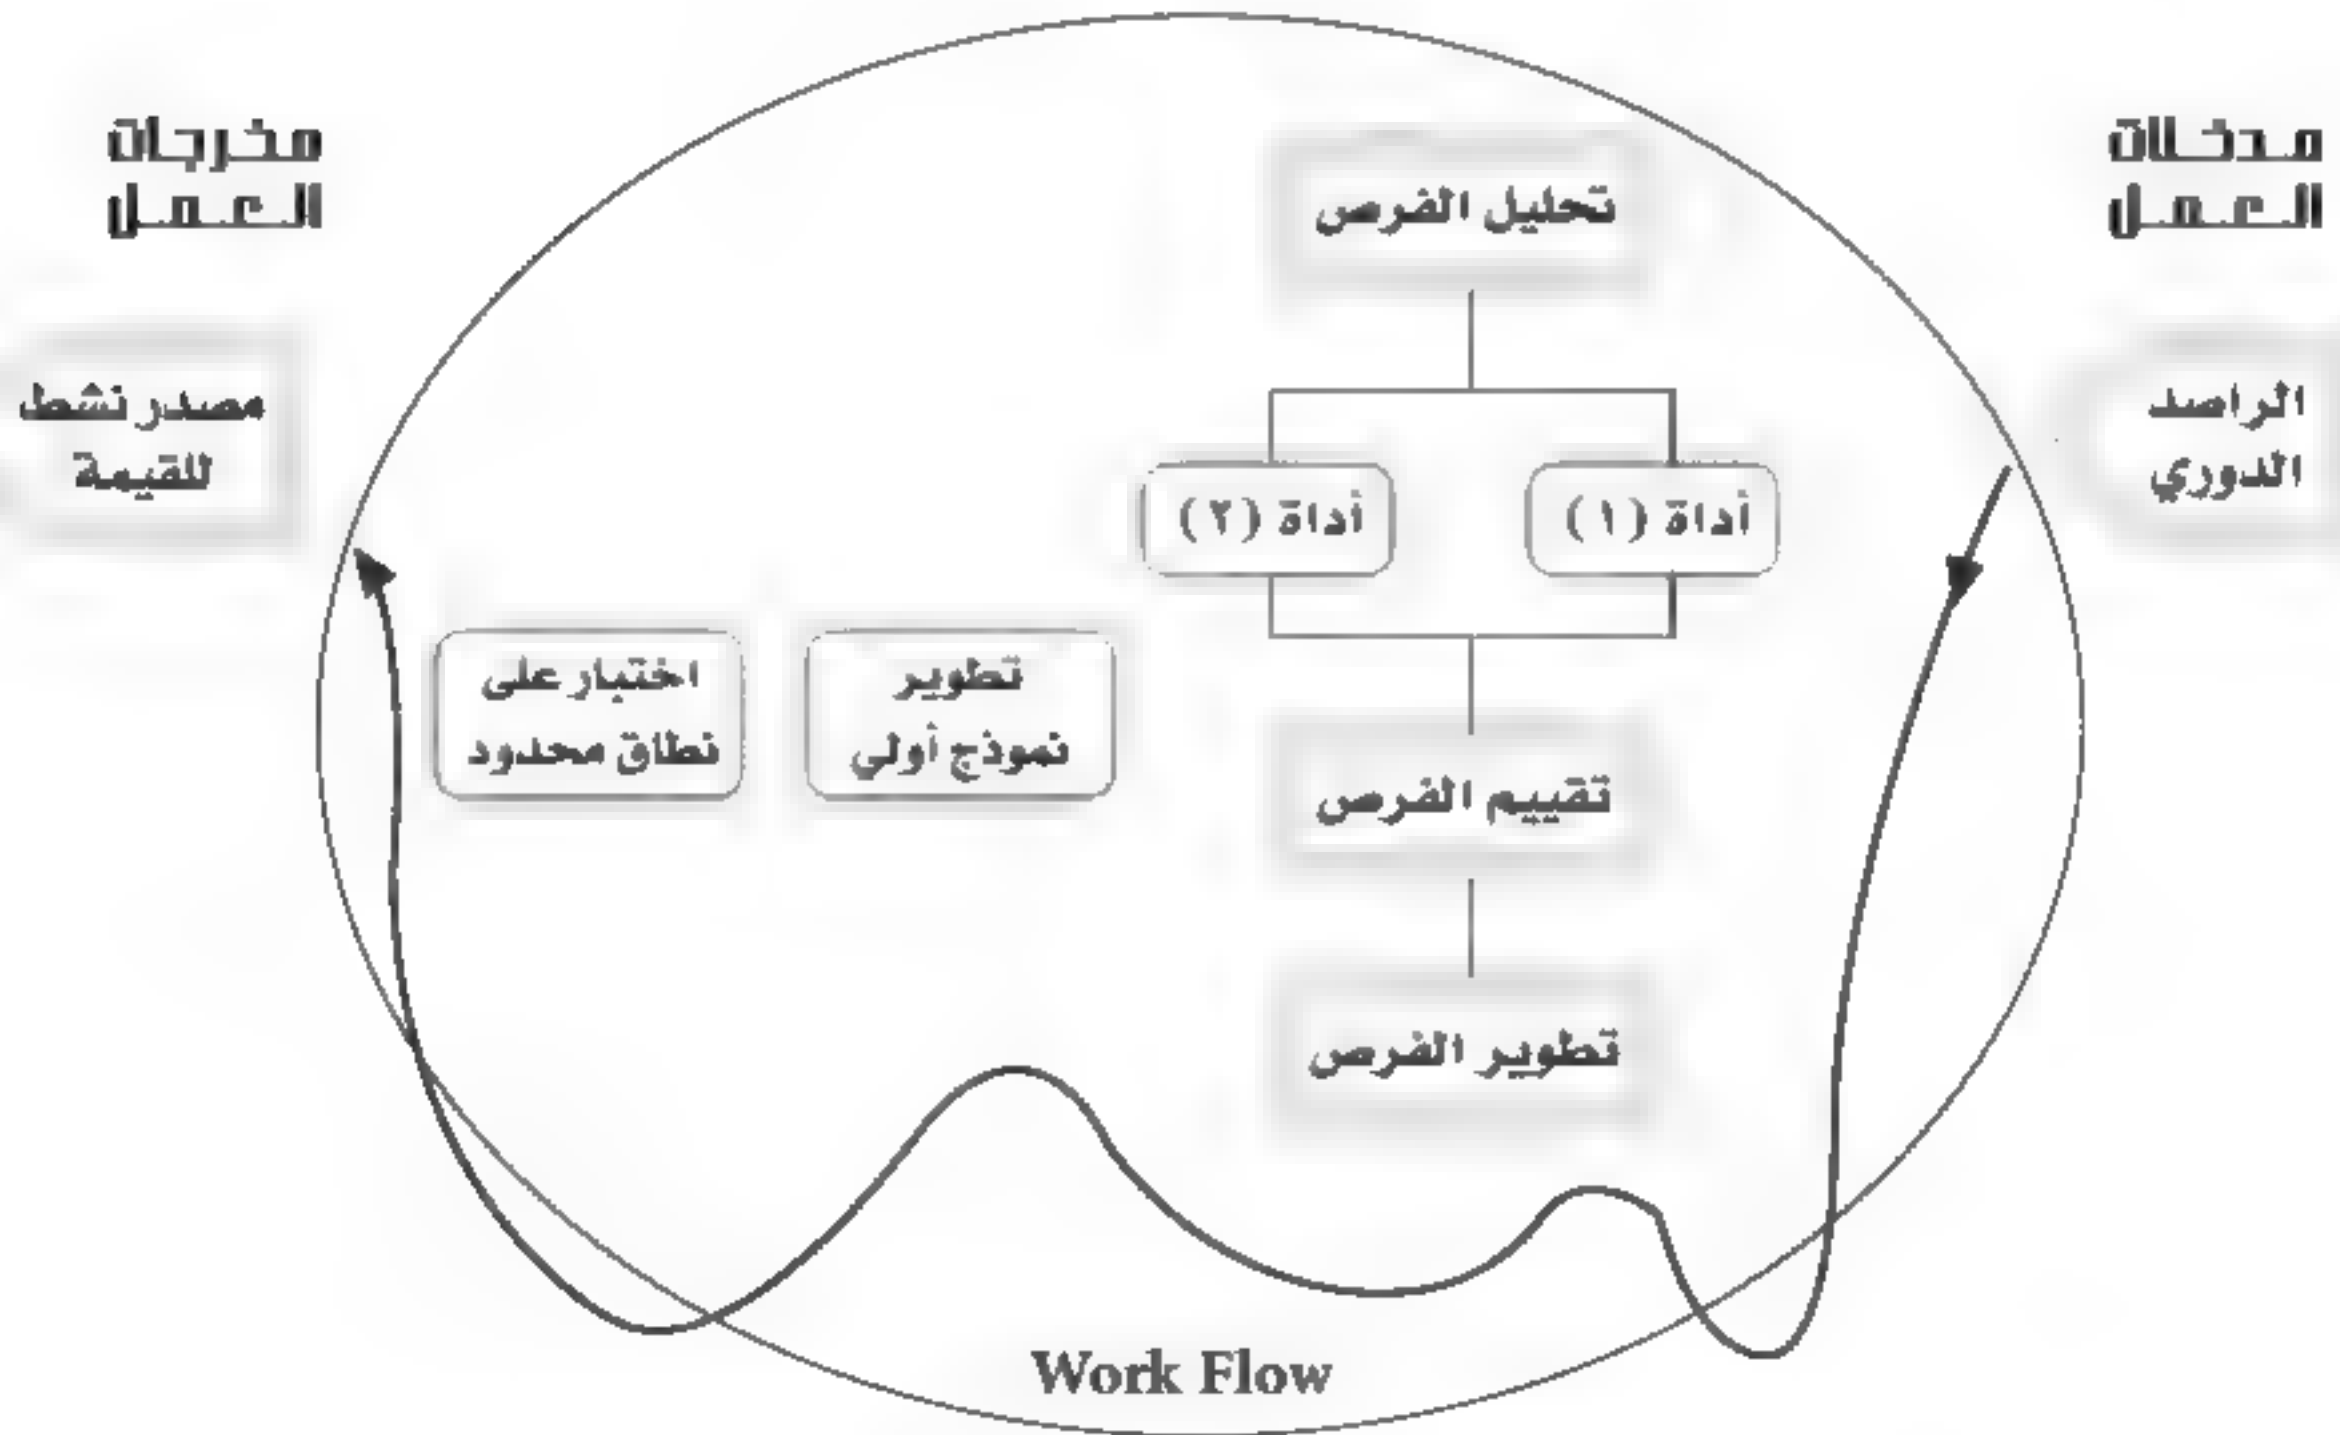 مدخلات
العمل
الراصد
الدوري
تحليل الفرص
أداة (١)
أداة (٢)
تقييم الفرص
تطوير الفرص
تطوير
نموذج أولي
اختبار على
نطاق محدود
مخرجات
العمل
مصدر نشط
للقيمة
Work Flow